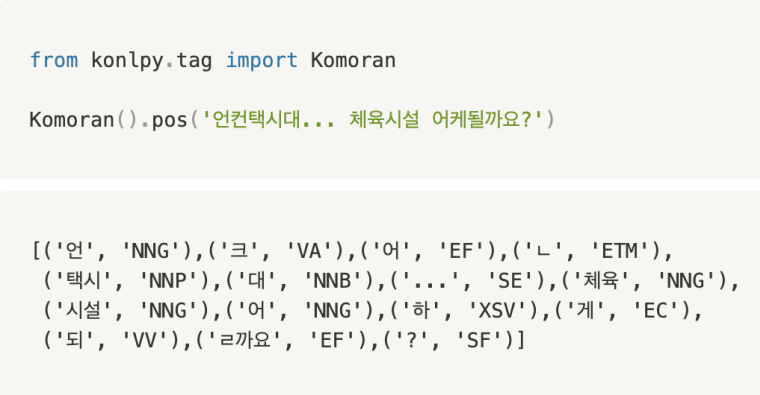 from konlpy.tag import Komoran
Komoran().pos('언컨택시대... 체육시설 어케될까요?')
[('언', 'NNG'),('크', 'VA'),('어', 'EF'),('ㄴ', 'ETM'),
('택시', 'NNP'),('대', 'NNB'),('...', 'SE'),('체육', 'NNG'),
('시설', 'NNG'),('어', 'NNG'),('하', 'XSV'),('게', 'EC'),
('되', 'VV'),('ㄹ까요', 'EF'),('?', 'SF')]